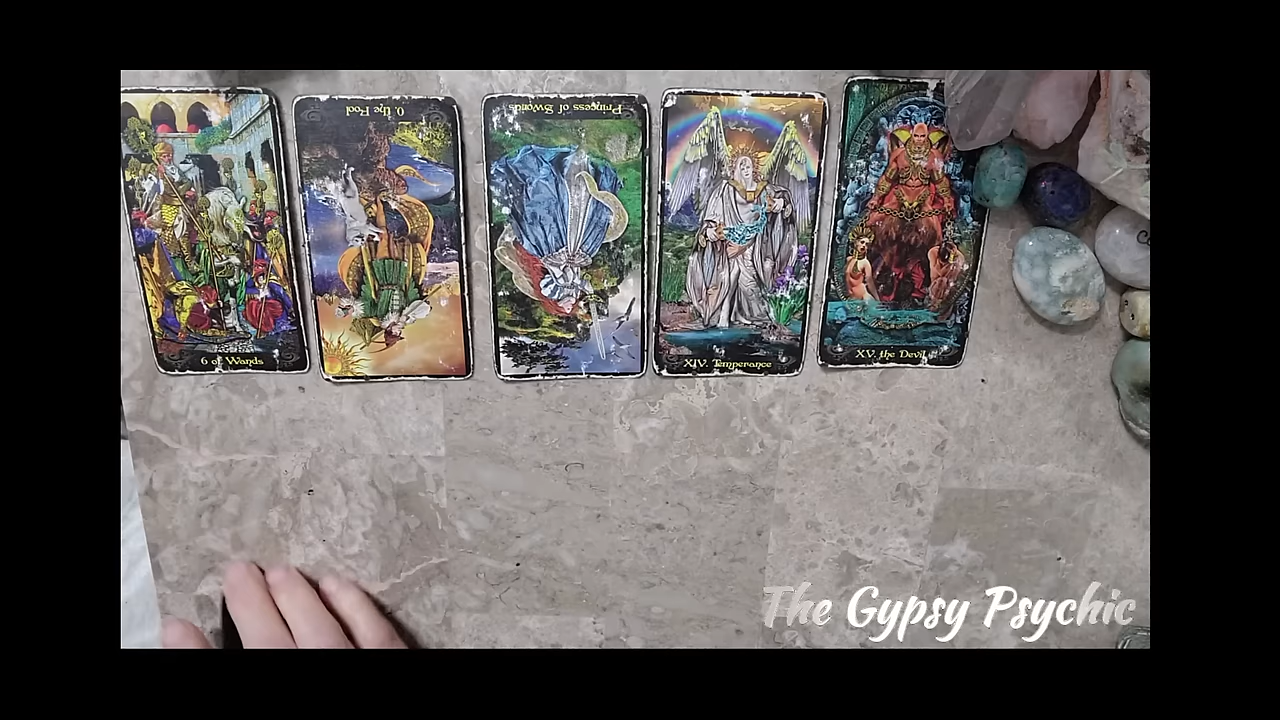 6 of Wands
0. the Fool
Princess of Swords
XIV. Temperance
XV. the Devil
The Gypsy Psychic